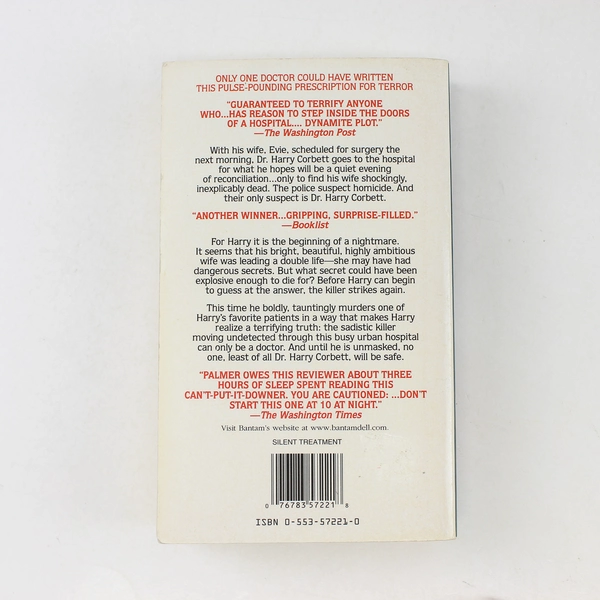 ONLY ONE DOCTOR COULD HAVE WRITTEN
THIS PULSE-POUNDING PRESCRIPTION FOR TERROR
"GUARANTEED TO TERRIFY ANYONE
WHO...HAS REASON TO STEP INSIDE THE DOORS
OF A HOSPITAL.... DYNAMITE PLOT."
—The Washington Post
With his wife, Evie, scheduled for surgery the
next morning, Dr. Harry Corbett goes to the hospital
for what he hopes will be a quiet evening
of reconciliation...only to find his wife shockingly,
inexplicably dead. The police suspect homicide. And
their only suspect is Dr. Harry Corbett.
"ANOTHER WINNER...GRIPPING, SURPRISE-FILLED."
—Booklist
For Harry it is the beginning of a nightmare.
It seems that his bright, beautiful, highly ambitious
wife was leading a double life—she may have had
dangerous secrets. But what secret could have been
explosive enough to die for? Before Harry can begin
to guess at the answer, the killer strikes again.
This time he boldly, tauntingly murders one of
Harry's favorite patients in a way that makes Harry
realize a terrifying truth: the sadistic killer
moving undetected through this busy urban hospital
can only be a doctor. And until he is unmasked, no
one, least of all Dr. Harry Corbett, will be safe.
"PALMER OWES THIS REVIEWER ABOUT THREE
HOURS OF SLEEP SPENT READING THIS
CAN'T-PUT-IT-DOWNER. YOU ARE CAUTIONED: ...DON'T
START THIS ONE AT 10 AT NIGHT."
—The Washington Times
Visit Bantam's website at www.bantamdell.com.
SILENT TREATMENT
0 76783 57221 8
ISBN 0-553-57221-0